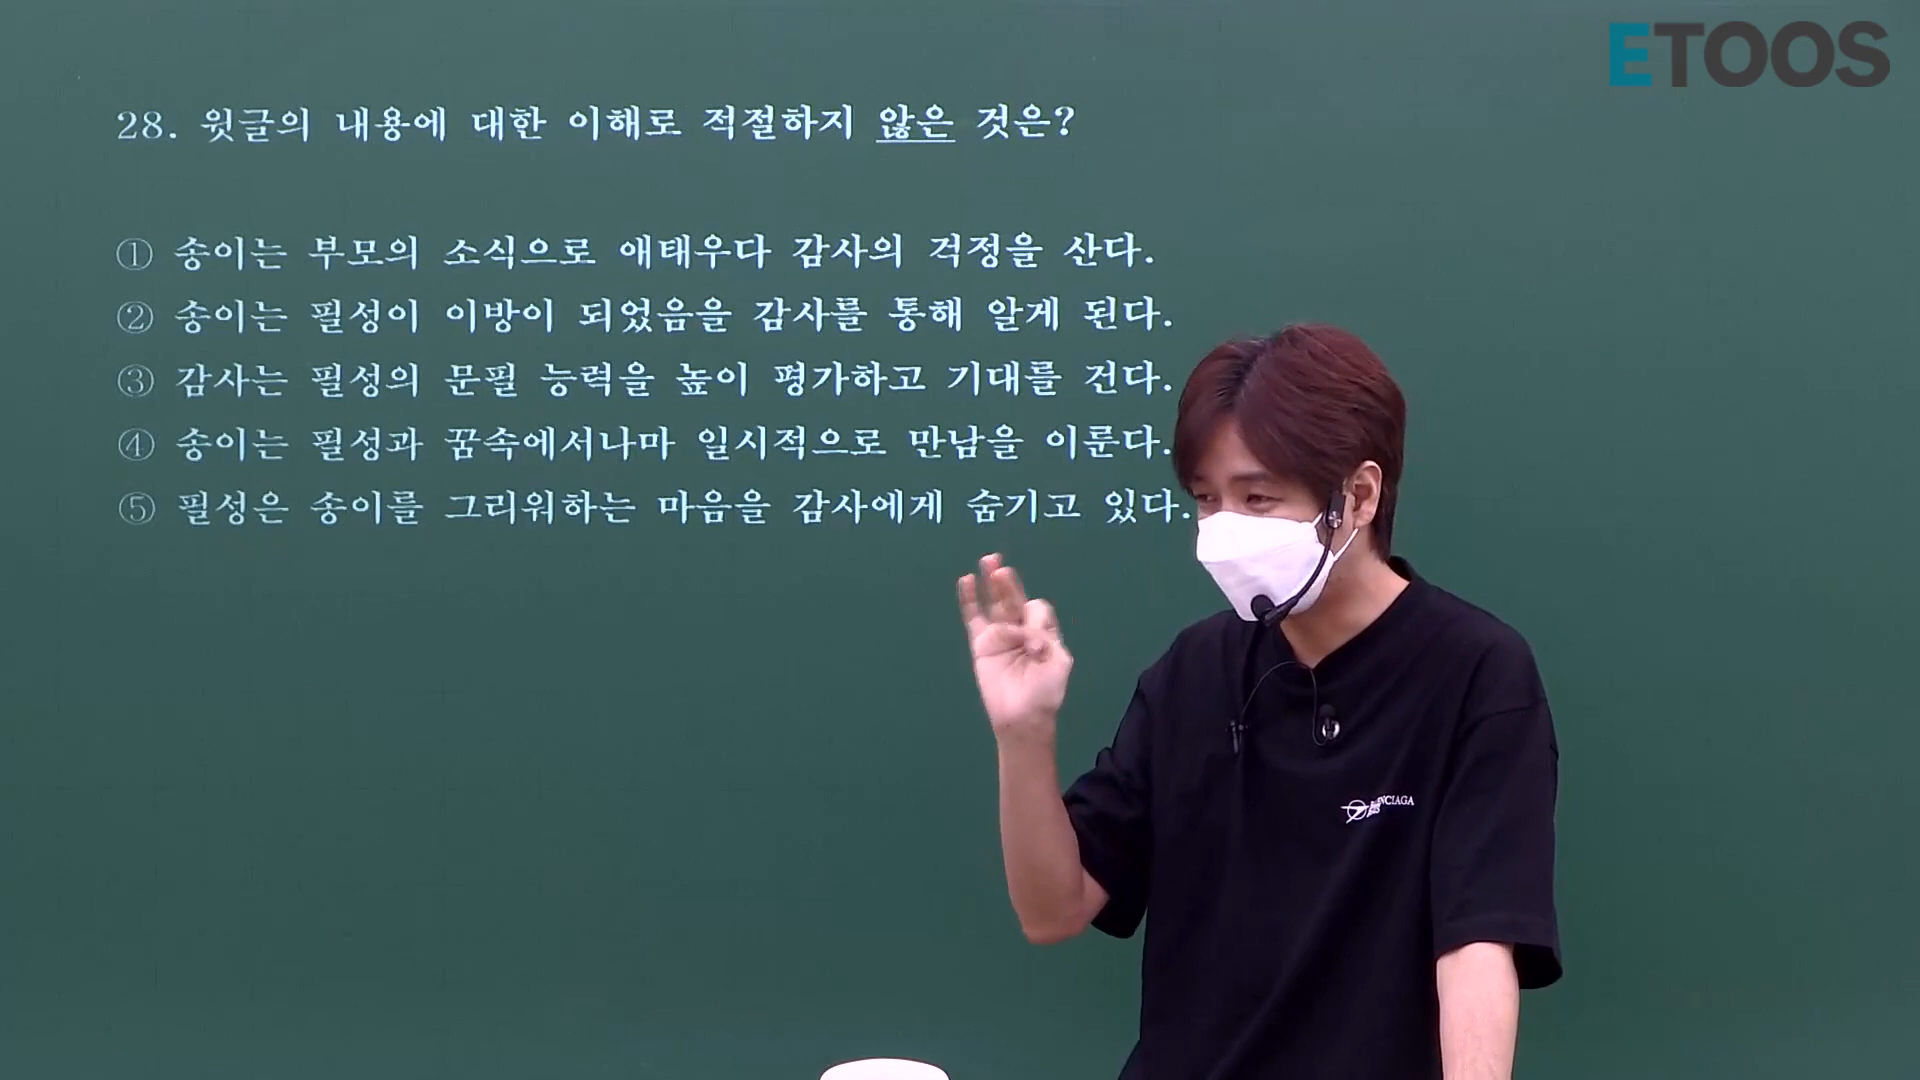 ETOOS
28. 윗글의 내용에 대한 이해로 적절하지 않은 것은?
① 송이는 부모의 소식으로 애태우다 감사의 걱정을 산다.
② 송이는 필성이 이방이 되었음을 감사를 통해 알게 된다.
③ 감사는 필성의 문필 능력을 높이 평가하고 기대를 건다.
④ 송이는 필성과 꿈속에서나마 일시적으로 만남을 이룬다.
⑤ 필성은 송이를 그리워하는 마음을 감사에게 숨기고 있다.